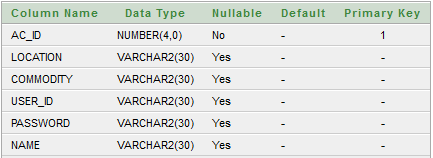 Column Name Data Type Nullable Default Primary Key
AC_ID NUMBER(4,0) No - 1
LOCATION VARCHAR2(30) Yes - -
COMMODITY VARCHAR2(30) Yes - -
USER_ID VARCHAR2(30) Yes - -
PASSWORD VARCHAR2(30) Yes - -
NAME VARCHAR2(30) Yes - -